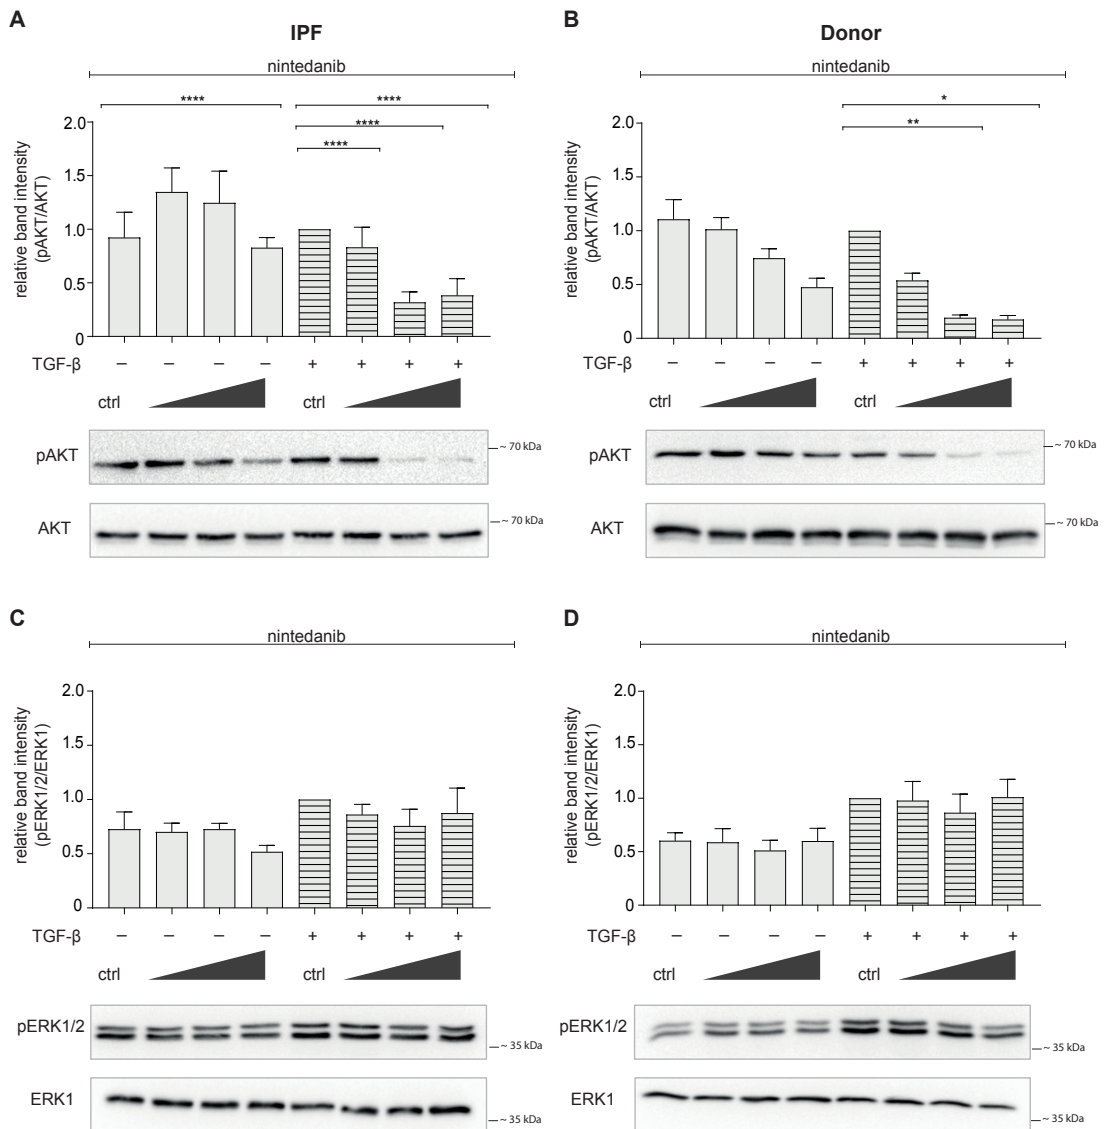 A
IPF
nintedanib
**** ****
****
****
2.0
1.5
1.0
0.5
0
relative band intensity
(pAKT/AKT)
TGF-β – – – – + + + +
ctrl ctrl
pAKT ~ 70 kDa
AKT ~ 70 kDa
B
Donor
nintedanib
*
**
2.0
1.5
1.0
0.5
0
relative band intensity
(pAKT/AKT)
TGF-β – – – – + + + +
ctrl ctrl
pAKT ~ 70 kDa
AKT ~ 70 kDa
C
nintedanib
2.0
1.5
1.0
0.5
0
relative band intensity
(pERK1/2/ERK1)
TGF-β – – – – + + + +
ctrl ctrl
pERK1/2 ~ 35 kDa
ERK1 ~ 35 kDa
D
nintedanib
2.0
1.5
1.0
0.5
0
relative band intensity
(pERK1/2/ERK1)
TGF-β – – – – + + + +
ctrl ctrl
pERK1/2 ~ 35 kDa
ERK1 ~ 35 kDa